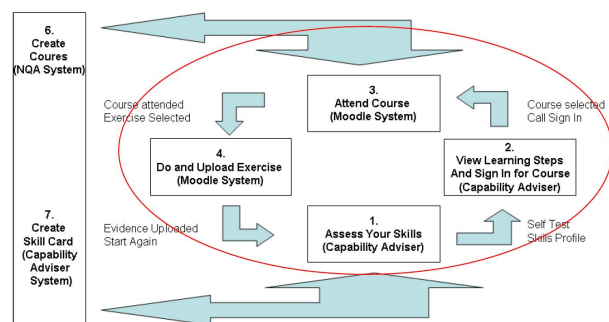 6.
Create
Coures
(NQA System)
7.
Create
Skill Card
(Capability
Adviser
System)
3.
Attend Course
(Moodle System)
Course attended
Exercise Selected
Course selected
Call Sign In
4.
Do and Upload Exercise
(Moodle System)
2.
View Learning Steps
And Sign In for Course
(Capability Adviser)
Evidence Uploaded
Start Again
1.
Assess Your Skills
(Capability Adviser)
Self Test
Skills Profile